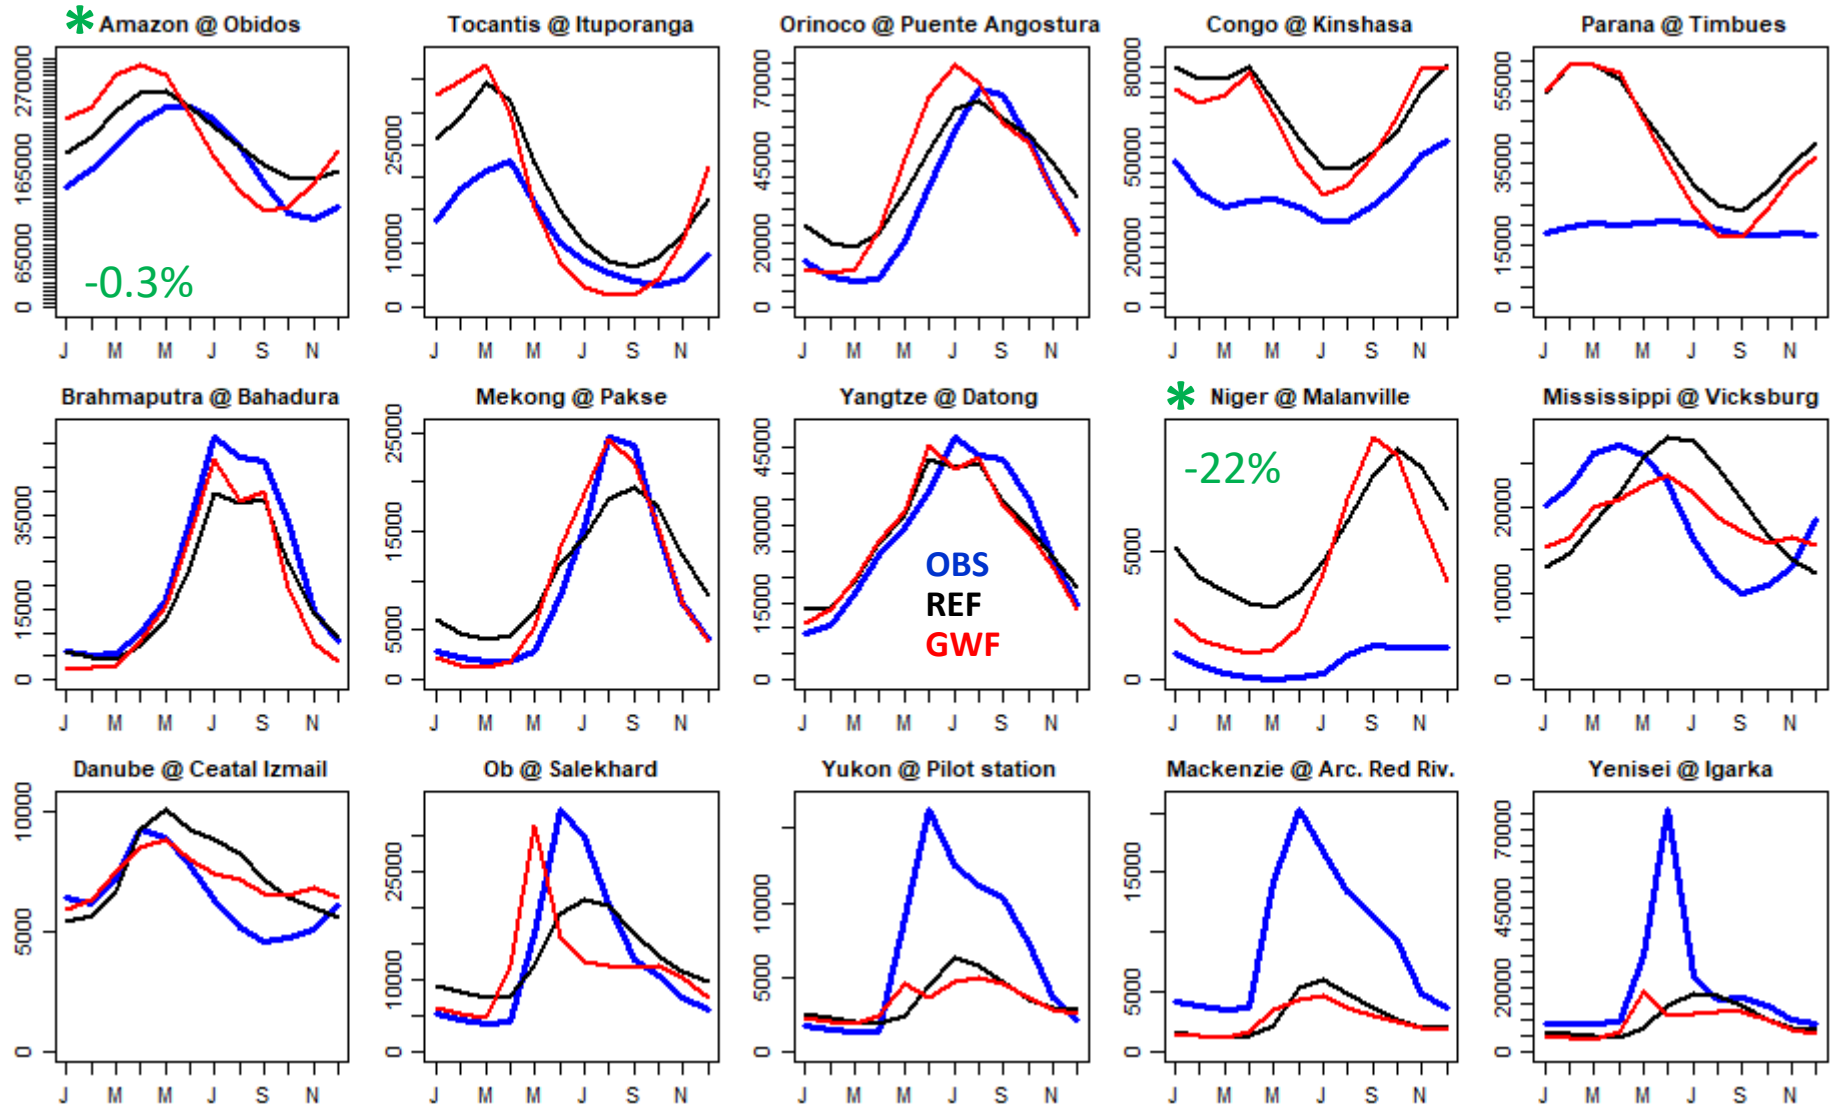 * Amazon @ Obidos
0 65000 165000 270000
-0.3%
J M M J S N
Tocantis @ Ituporanga
0 10000 25000
J M M J S N
Orinoco @ Puente Angostura
0 20000 45000 70000
J M M J S N
Congo @ Kinshasa
0 20000 50000 80000
J M M J S N
Parana @ Timbues
0 15000 35000 55000
J M M J S N
Brahmaputra @ Bahadura
0 15000 35000
J M M J S N
Mekong @ Pakse
0 5000 15000 25000
J M M J S N
Yangtze @ Datong
0 15000 30000 45000
OBS
REF
GWF
J M M J S N
* Niger @ Malanville
0 5000
-22%
J M M J S N
Mississippi @ Vicksburg
0 10000 20000
J M M J S N
Danube @ Ceatal Izmail
0 5000 10000
J M M J S N
Ob @ Salekhard
0 10000 25000
J M M J S N
Yukon @ Pilot station
0 5000 10000
J M M J S N
Mackenzie @ Arc. Red Riv.
0 5000 15000
J M M J S N
Yenisei @ Igarka
0 20000 45000 70000
J M M J S N